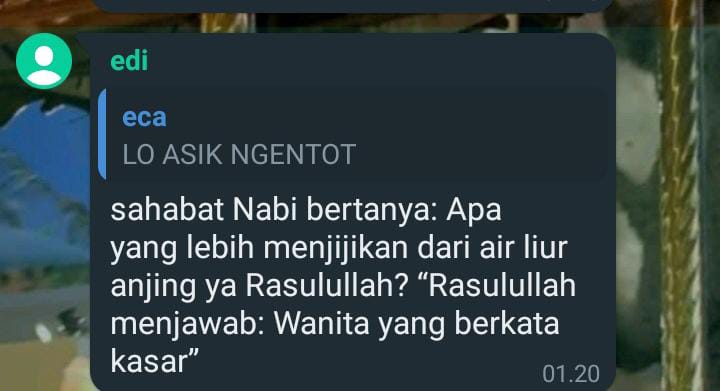 edi
eca
LO ASIK NGENTOT
sahabat Nabi bertanya: Apa
yang lebih menjijikan dari air liur
anjing ya Rasulullah? “Rasulullah
menjawab: Wanita yang berkata
kasar”
01.20